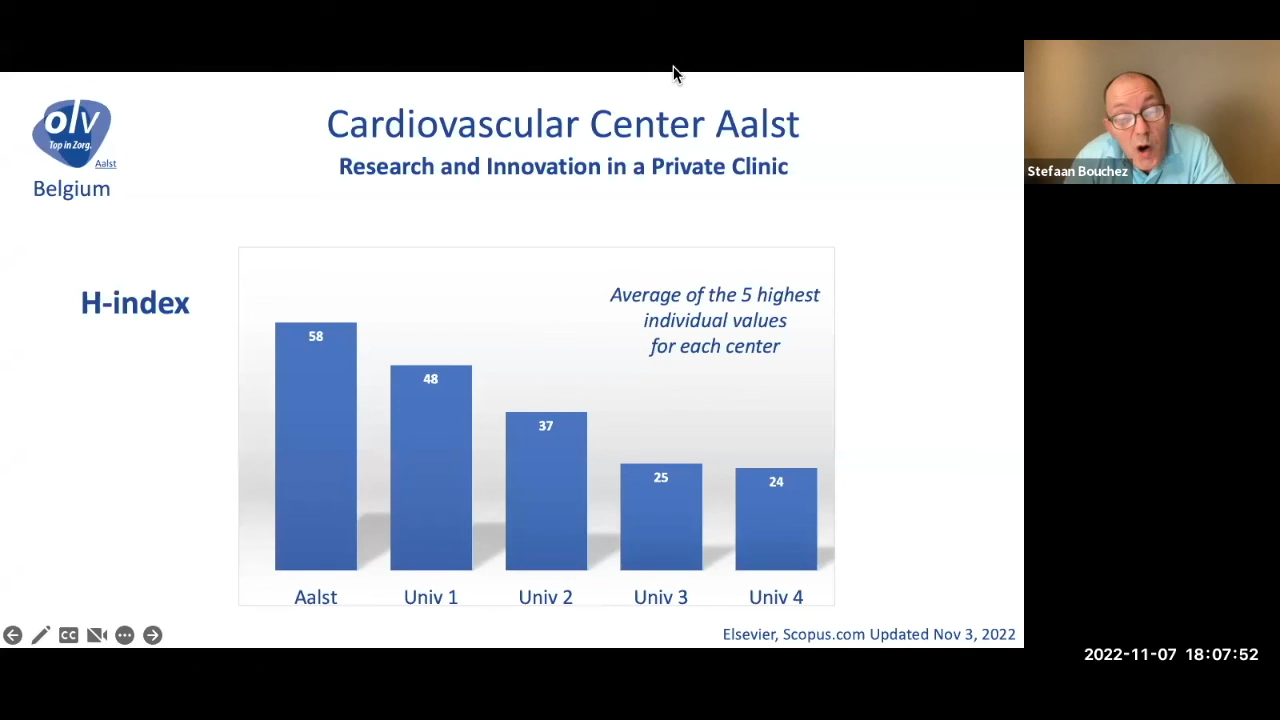 olv
Top in Zorg.
Aalst
Belgium
Cardiovascular Center Aalst
Research and Innovation in a Private Clinic
Stefaan Bouchez
H-index
Average of the 5 highest
individual values
for each center
58
48
37
25
24
Aalst
Univ 1
Univ 2
Univ 3
Univ 4
CC
Elsevier, Scopus.com Updated Nov 3, 2022
2022-11-07 18:07:52